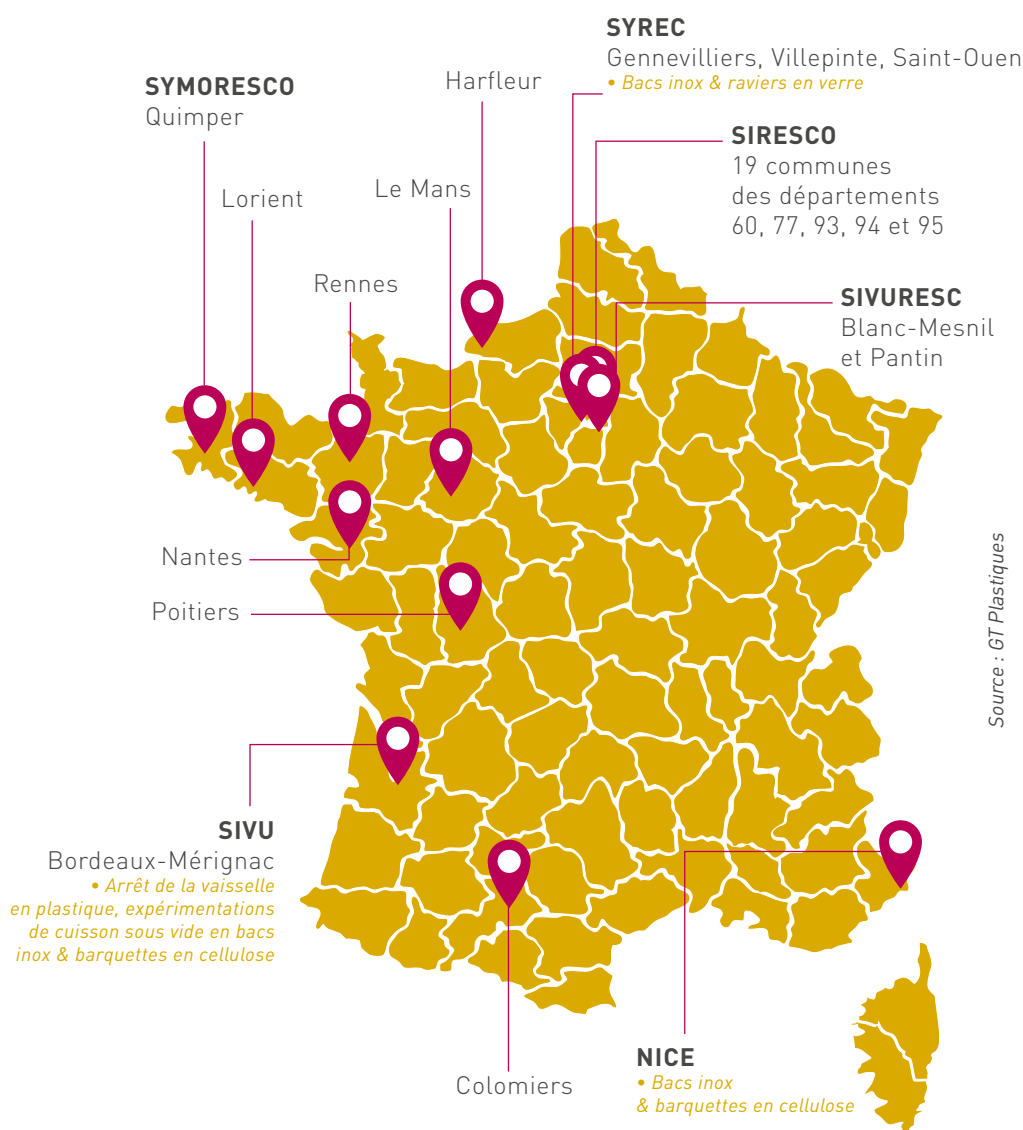 SYREC
Gennevilliers, Villepinte, Saint-Ouen
• Bacs inox & raviers en verre
SYMORESCO
Quimper
Harfleur
SIRESCO
19 communes
des départements
60, 77, 93, 94 et 95
Lorient
Le Mans
Rennes
SIVURESC
Blanc-Mesnil
et Pantin
Nantes
Poitiers
Source : GT Plastiques
SIVU
Bordeaux-Mérignac
• Arrêt de la vaisselle
en plastique, expérimentations
de cuisson sous vide en bacs
inox & barquettes en cellulose
Colomiers
NICE
• Bacs inox
& barquettes en cellulose